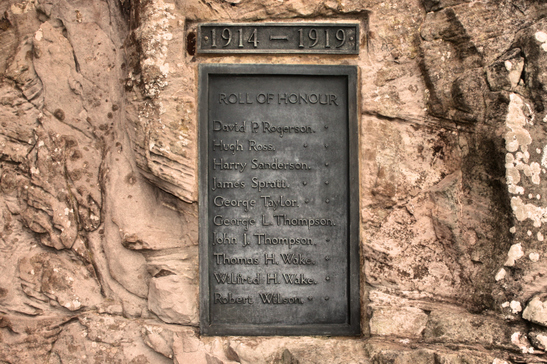 · 1914 — 1919 ·
ROLL OF HONOUR
David P. Rogerson.
Hugh Ross.
Harry Sanderson.
James Spratt.
George Taylor.
George L. Thompson.
John J. Thompson.
Thomas H. Wake.
Wilfrid H. Wake.
Robert Wilson.